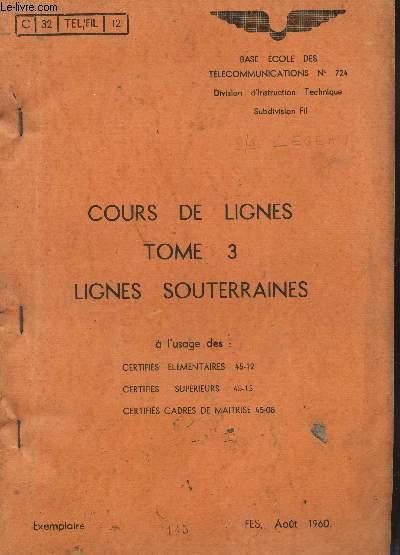 Le-livre.com
C 32 TEL/FIL 12
BASE ECOLE DES
TELECOMMUNICATIONS N° 724
Division d'Instruction Technique
Subdivision Fil
COURS DE LIGNES
TOME 3
LIGNES SOUTERRAINES
à l'usage des :
CERTIFIES ELEMENTAIRES 45-12
CERTIFIES SUPERIEURS 45-15
CERTIFIES CADRES DE MAITRISE 45-08
Exemplaire 145 FES, Août 1960.